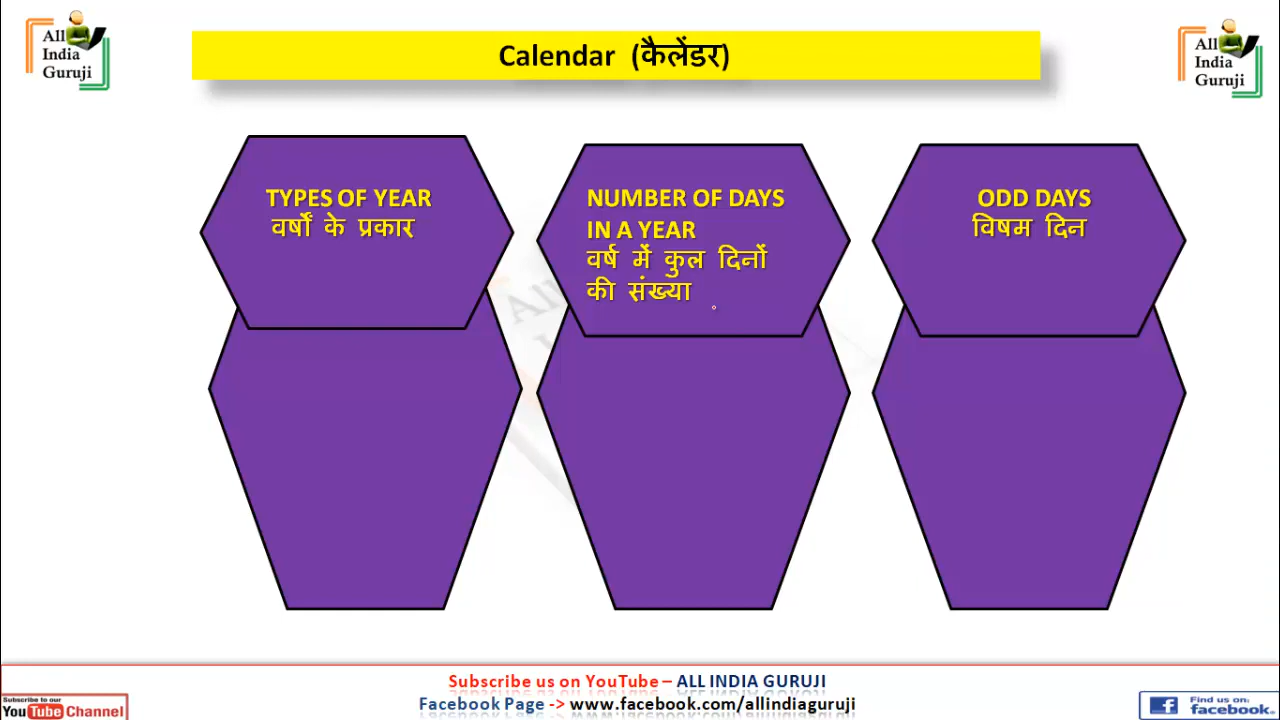 All
India
Guruji
Calendar (कैलेंडर)
All
India
Guruji
TYPES OF YEAR
वर्षों के प्रकार
NUMBER OF DAYS
IN A YEAR
वर्ष में कुल दिनों
की संख्या
ODD DAYS
विषम दिन
Subscribe us on YouTube – ALL INDIA GURUJI
Facebook Page -> www.facebook.com/allindiaguruji
Subscribe to our
YouTube Channel
Find us on:
facebook.